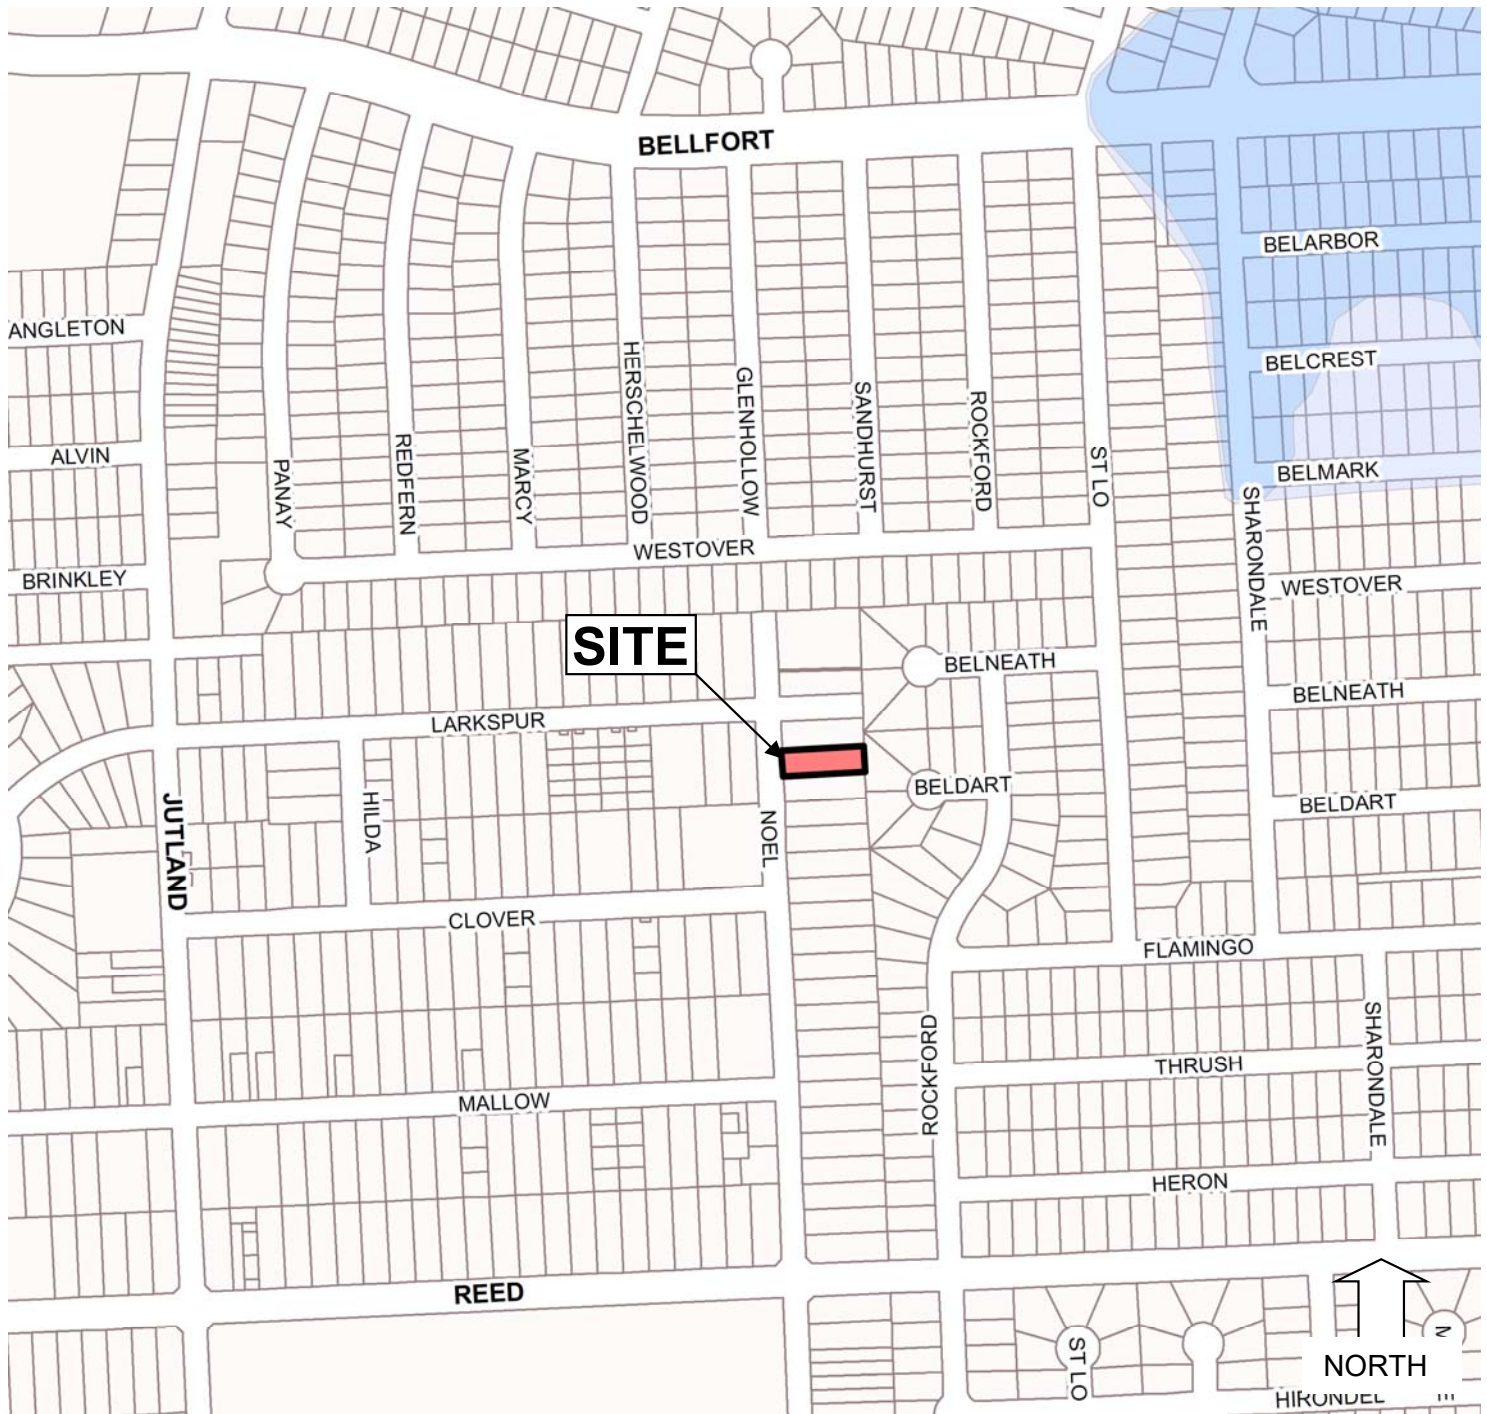 BELLFORT
BELARBOR
ANGLETON
BELCREST
HERSCHELWOOD
GLENHOLLOW
SANDHURST
ROCKFORD
ALVIN
PANAY
REDFERN
MARCY
ST LO
BELMARK
SHARONDALE
WESTOVER
BRINKLEY
WESTOVER
SITE
BELNEATH
BELNEATH
LARKSPUR
BELDART
BELDART
JUTLAND
HILDA
NOEL
CLOVER
FLAMINGO
ROCKFORD
SHARONDALE
THRUSH
MALLOW
HERON
REED
ST LO
NORTH
HIRONDEL